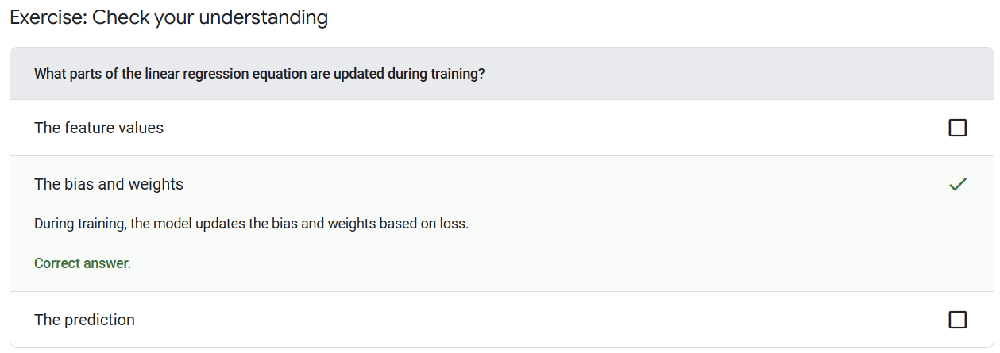 Exercise: Check your understanding
What parts of the linear regression equation are updated during training?
The feature values
The bias and weights
During training, the model updates the bias and weights based on loss.
Correct answer.
The prediction